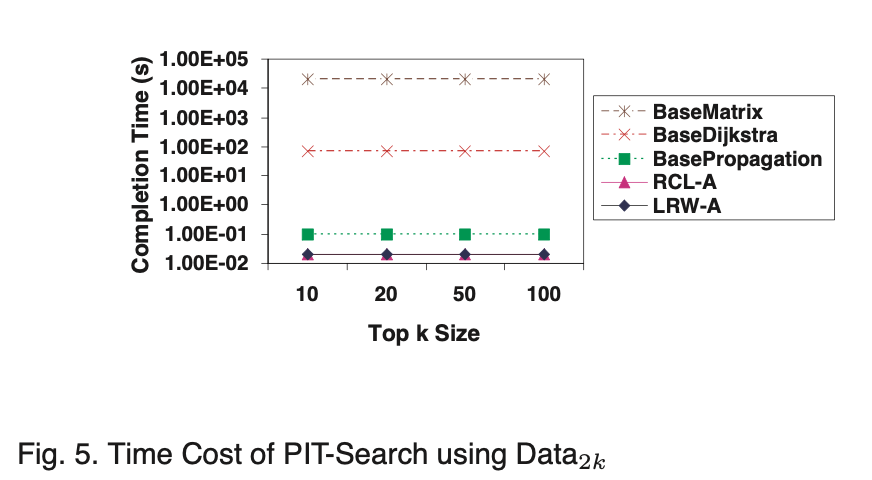 Completion Time (s)
1.00E+05
1.00E+04
1.00E+03
1.00E+02
1.00E+01
1.00E+00
1.00E-01
1.00E-02
10 20 50 100
Top k Size
BaseMatrix
BaseDijkstra
BasePropagation
RCL-A
LRW-A
Fig. 5. Time Cost of PIT-Search using Data2k